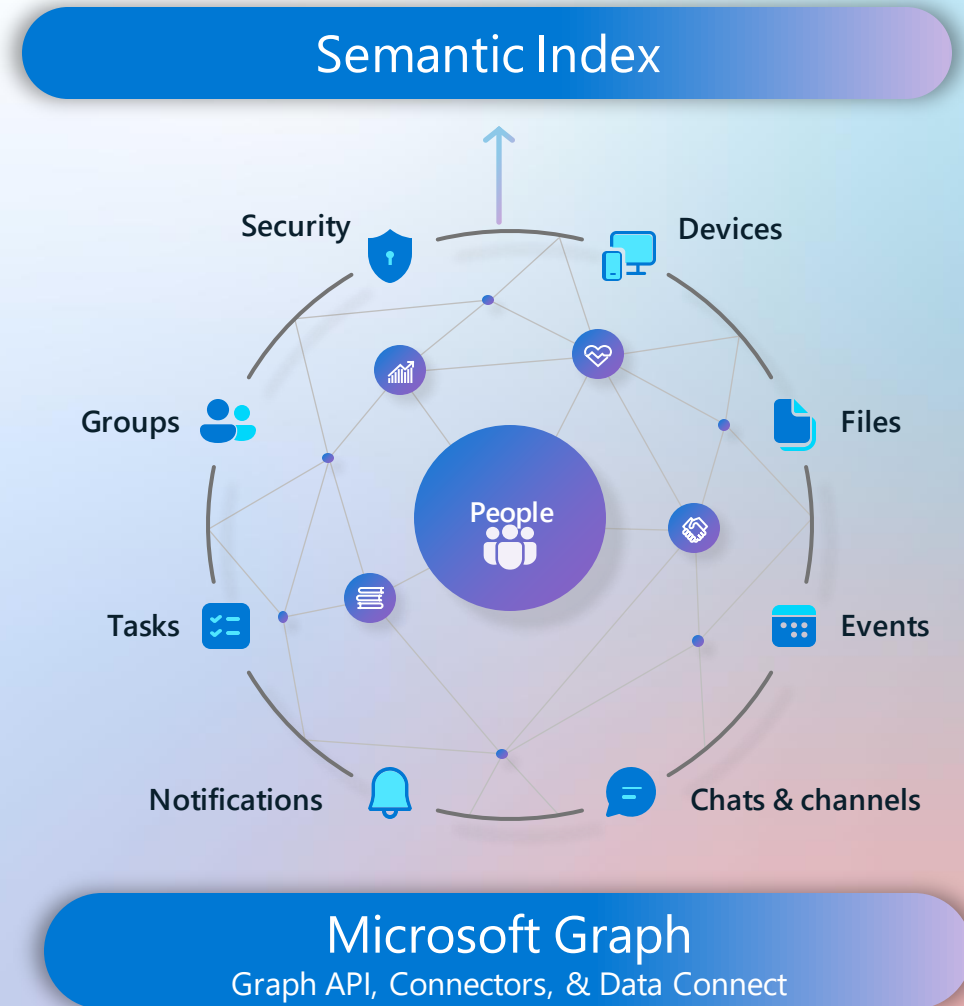 Semantic Index
Security
Devices
Groups
Files
People
Tasks
Events
Notifications
Chats & channels
Microsoft Graph
Graph API, Connectors, & Data Connect